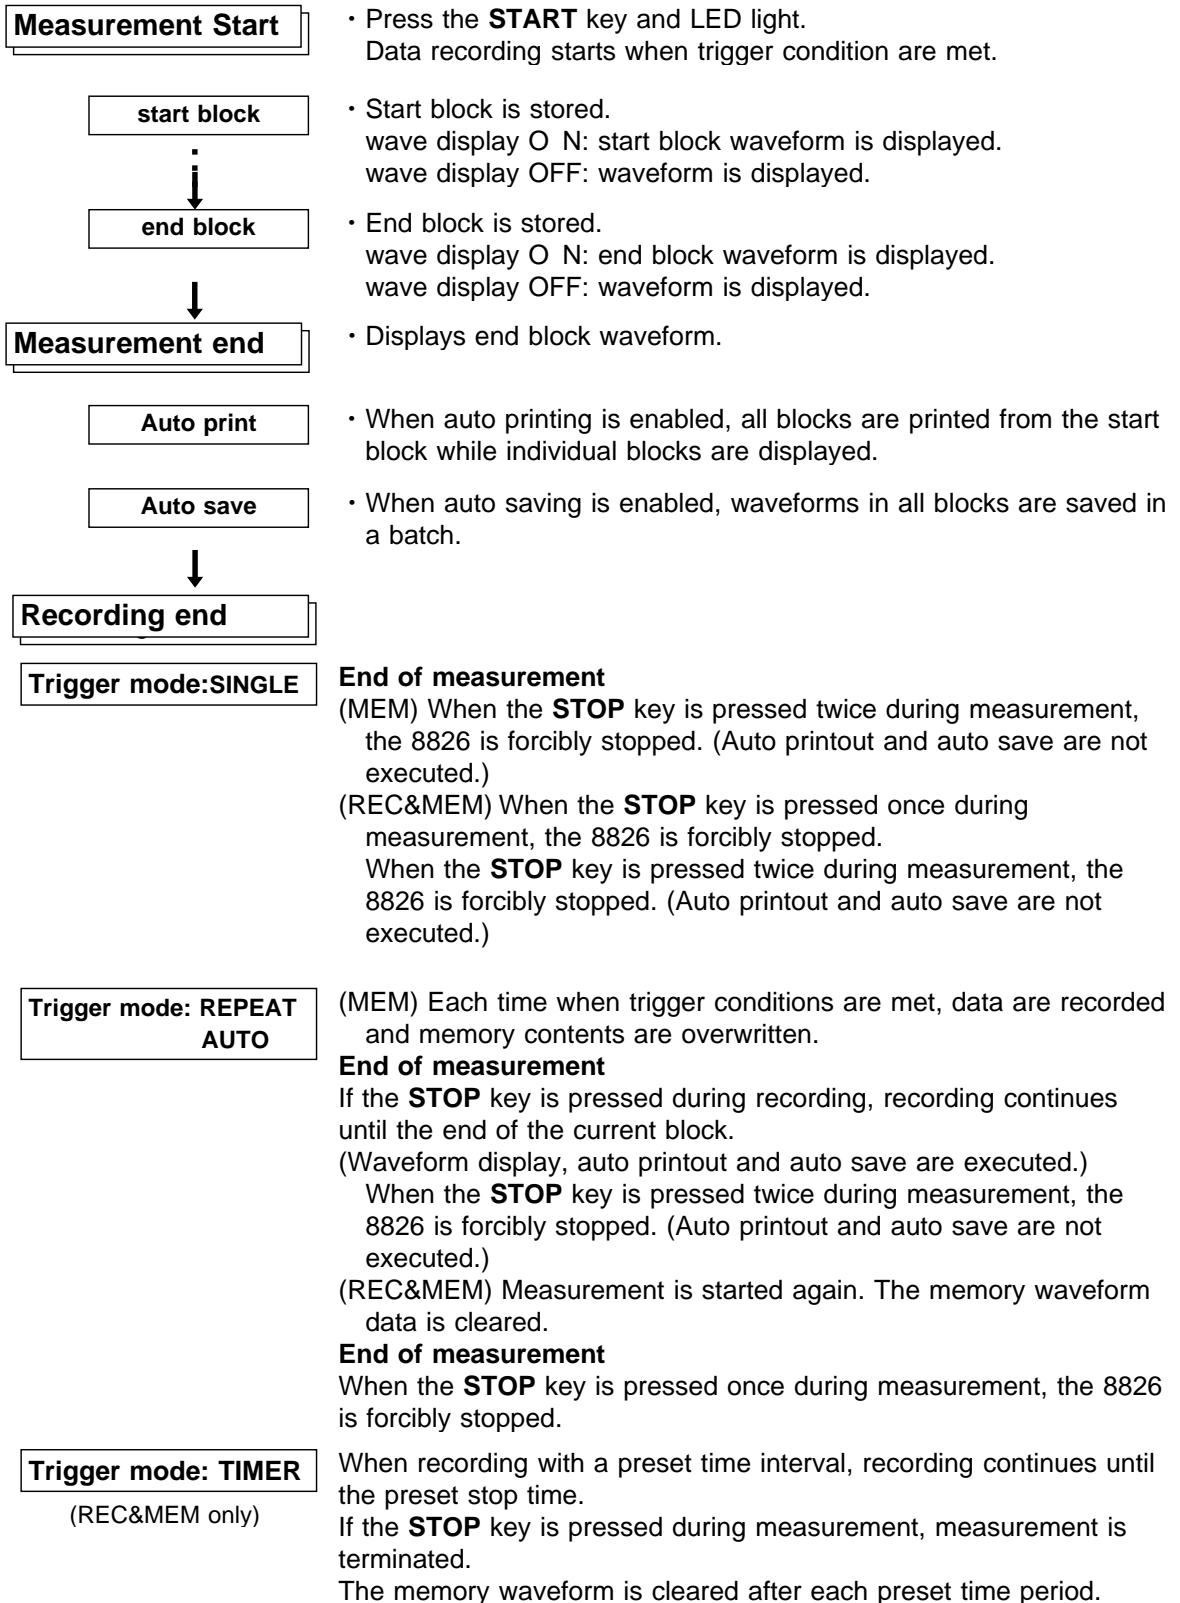 Measurement Start
・Press the START key and LED light.
Data recording starts when trigger condition are met.
start block
・Start block is stored.
wave display O N: start block waveform is displayed.
wave display OFF: waveform is displayed.
end block
・End block is stored.
wave display O N: end block waveform is displayed.
wave display OFF: waveform is displayed.
Measurement end
・Displays end block waveform.
Auto print
・When auto printing is enabled, all blocks are printed from the start
block while individual blocks are displayed.
Auto save
・When auto saving is enabled, waveforms in all blocks are saved in
a batch.
Recording end
Trigger mode:SINGLE
End of measurement
(MEM) When the STOP key is pressed twice during measurement,
the 8826 is forcibly stopped. (Auto printout and auto save are not
executed.)
(REC&MEM) When the STOP key is pressed once during
measurement, the 8826 is forcibly stopped.
When the STOP key is pressed twice during measurement, the
8826 is forcibly stopped. (Auto printout and auto save are not
executed.)
Trigger mode: REPEAT
AUTO
(MEM) Each time when trigger conditions are met, data are recorded
and memory contents are overwritten.
End of measurement
If the STOP key is pressed during recording, recording continues
until the end of the current block.
(Waveform display, auto printout and auto save are executed.)
When the STOP key is pressed twice during measurement, the
8826 is forcibly stopped. (Auto printout and auto save are not
executed.)
(REC&MEM) Measurement is started again. The memory waveform
data is cleared.
End of measurement
When the STOP key is pressed once during measurement, the 8826
is forcibly stopped.
Trigger mode: TIMER
(REC&MEM only)
When recording with a preset time interval, recording continues until
the preset stop time.
If the STOP key is pressed during measurement, measurement is
terminated.
The memory waveform is cleared after each preset time period.